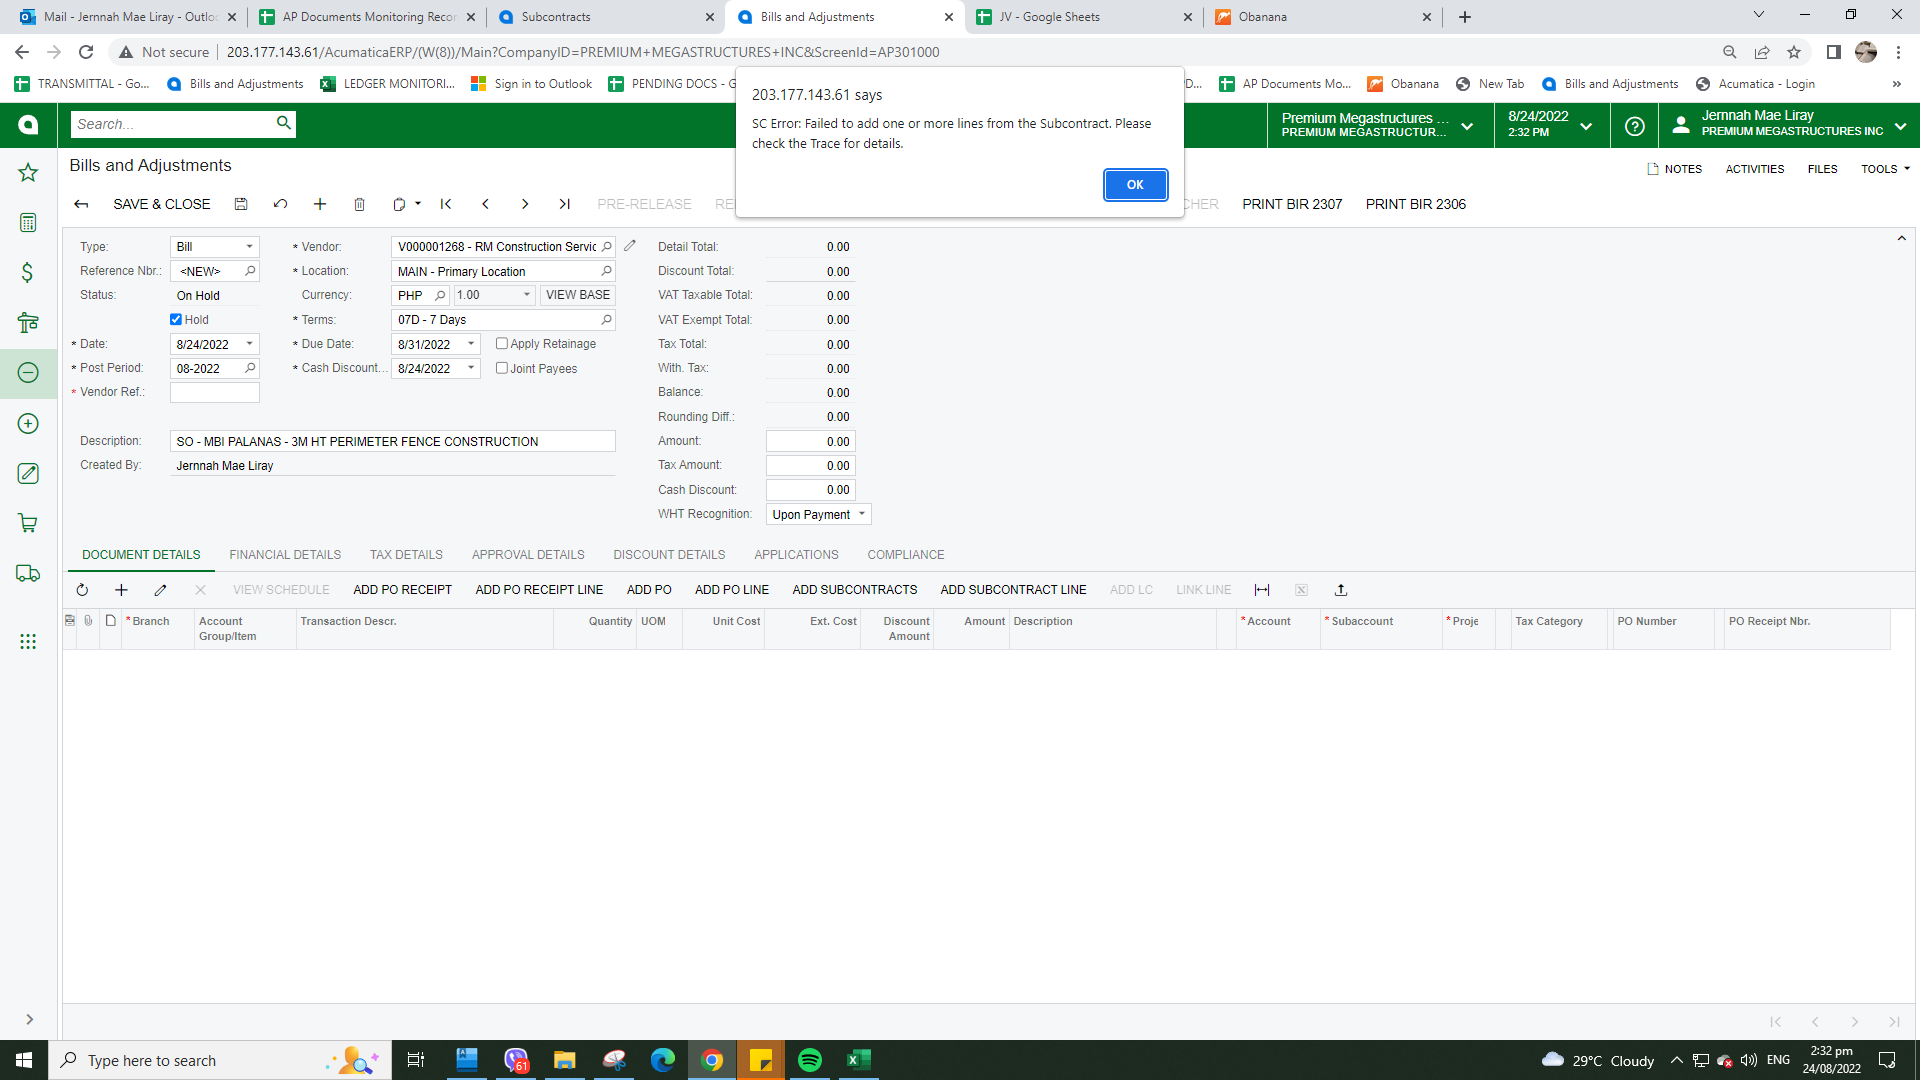 Mail - Jernnah Mae Liray - Outloo
AP Documents Monitoring Recor
Subcontracts
Bills and Adjustments
JV - Google Sheets
Obanana
Not secure
203.177.143.61/AcumaticaERP/(W(8))/Main?CompanyID=PREMIUM+MEGASTRUCTURES+INC&ScreenId=AP301000
TRANSMITTAL - Go...
Bills and Adjustments
LEDGER MONITORI...
Sign in to Outlook
PENDING DOCS - G
D...
AP Documents Mo...
Obanana
New Tab
Bills and Adjustments
Acumatica - Login
203.177.143.61 says
SC Error: Failed to add one or more lines from the Subcontract. Please
check the Trace for details.
OK
Search...
Premium Megastructures ...
PREMIUM MEGASTRUCTUR...
8/24/2022
2:32 PM
Jernnah Mae Liray
PREMIUM MEGASTRUCTURES INC
Bills and Adjustments
NOTES
ACTIVITIES
FILES
TOOLS
SAVE & CLOSE
PRE-RELEASE
RE
CHER
PRINT BIR 2307
PRINT BIR 2306
Type: Bill
* Vendor: V000001268 - RM Construction Servic
Detail Total: 0.00
Reference Nbr.: <NEW>
* Location: MAIN - Primary Location
Discount Total: 0.00
Status: On Hold
Currency: PHP 1.00 VIEW BASE
VAT Taxable Total: 0.00
Hold
* Terms: 07D - 7 Days
VAT Exempt Total: 0.00
* Date: 8/24/2022
* Due Date: 8/31/2022
Apply Retainage
Tax Total: 0.00
* Post Period: 08-2022
* Cash Discount... 8/24/2022
Joint Payees
With. Tax: 0.00
* Vendor Ref.:
Balance: 0.00
Rounding Diff.: 0.00
Description: SO - MBI PALANAS - 3M HT PERIMETER FENCE CONSTRUCTION
Amount: 0.00
Created By: Jernnah Mae Liray
Tax Amount: 0.00
Cash Discount: 0.00
WHT Recognition: Upon Payment
DOCUMENT DETAILS
FINANCIAL DETAILS
TAX DETAILS
APPROVAL DETAILS
DISCOUNT DETAILS
APPLICATIONS
COMPLIANCE
VIEW SCHEDULE
ADD PO RECEIPT
ADD PO RECEIPT LINE
ADD PO
ADD PO LINE
ADD SUBCONTRACTS
ADD SUBCONTRACT LINE
ADD LC
LINK LINE
* Branch
Account
Group/Item
Transaction Descr.
Quantity
UOM
Unit Cost
Ext. Cost
Discount
Amount
Amount
Description
* Account
* Subaccount
* Proje
Tax Category
PO Number
PO Receipt Nbr.
Type here to search
61
29°C Cloudy
ENG
2:32 pm
24/08/2022